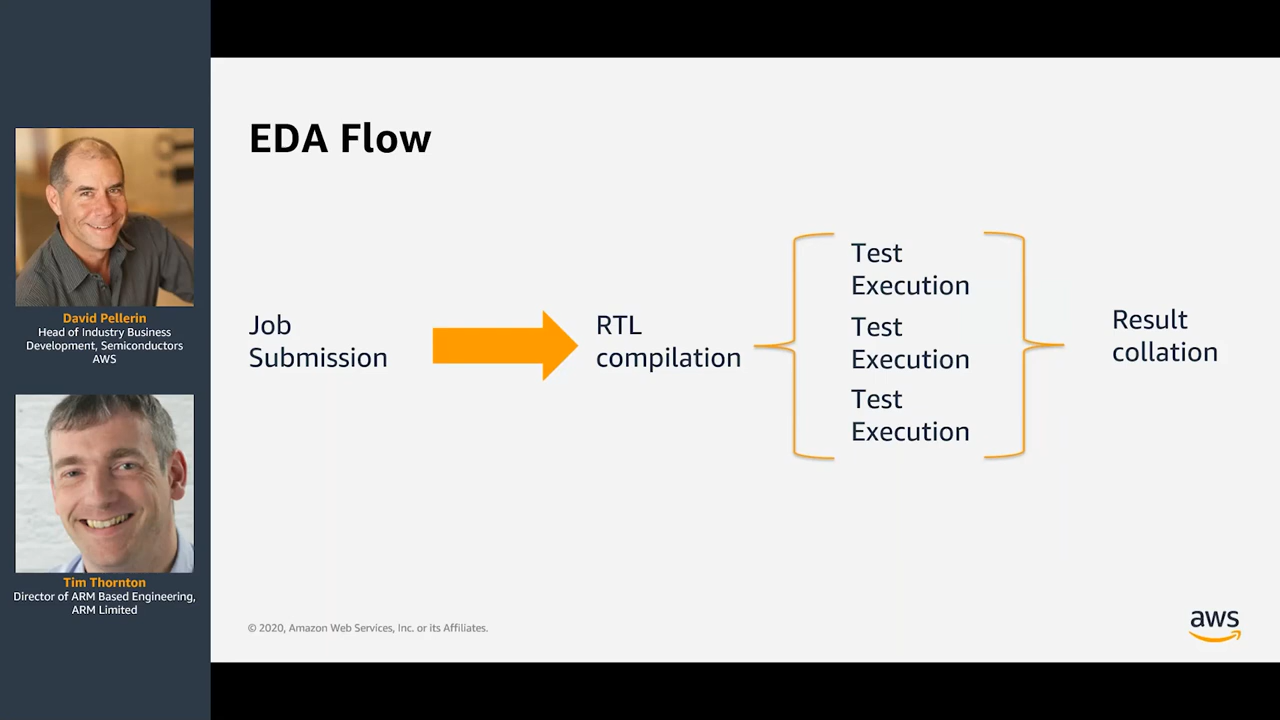 David Pellerin
Head of Industry Business
Development, Semiconductors
AWS
Tim Thornton
Director of ARM Based Engineering,
ARM Limited
EDA Flow
Job
Submission
RTL
compilation
Test
Execution
Test
Execution
Test
Execution
Result
collation
© 2020, Amazon Web Services, Inc. or its Affiliates.
aws